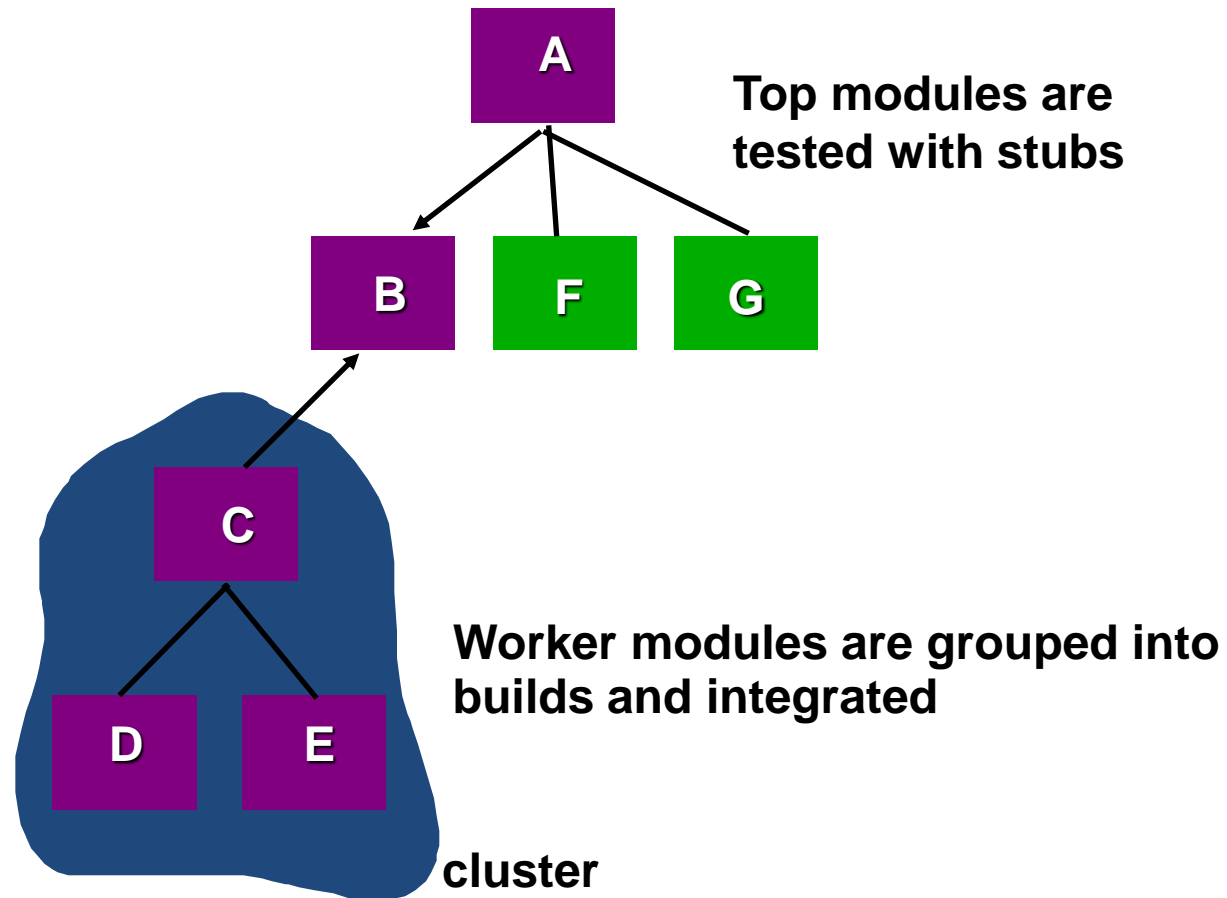 A
Top modules are
tested with stubs
B
F
G
C
Worker modules are grouped into
builds and integrated
D
E
cluster